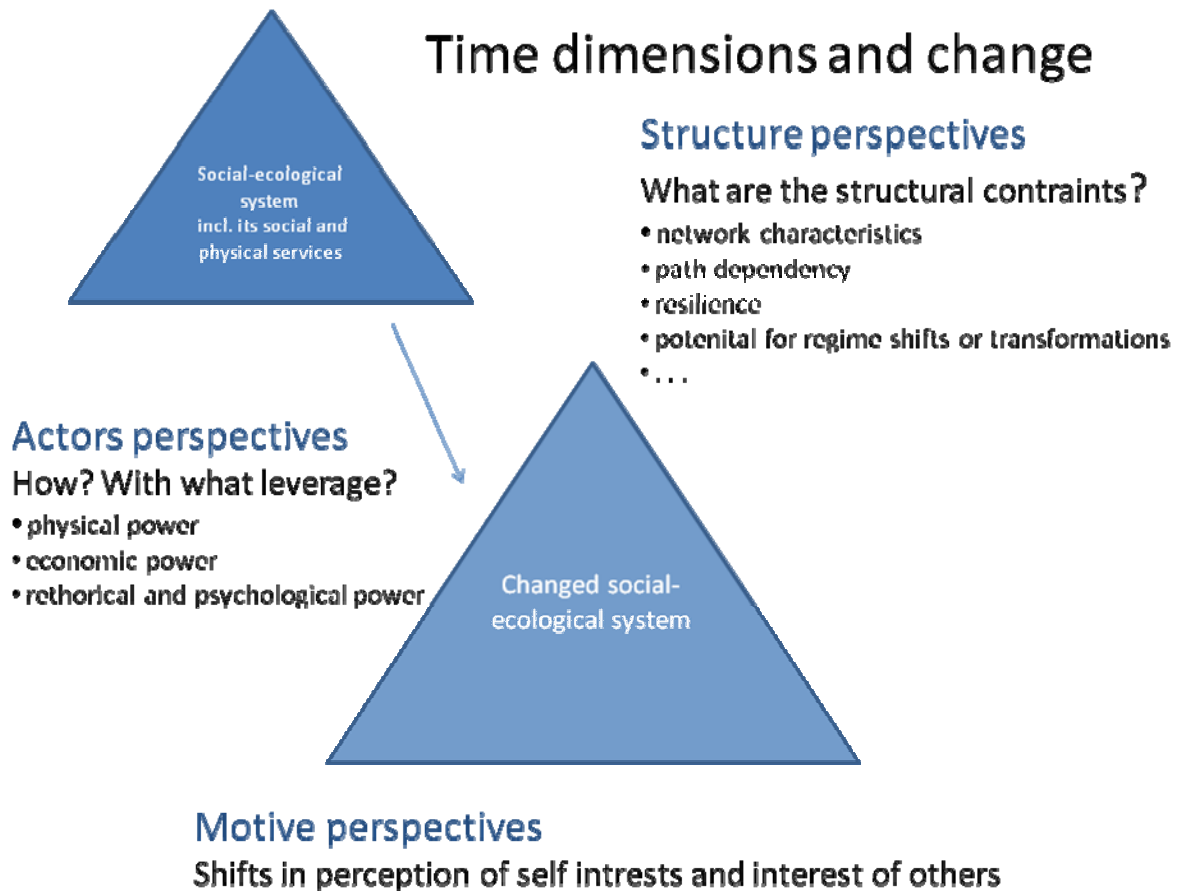 Time dimensions and change
Social-ecological
system
incl. its social and
physical services
Structure perspectives
What are the structural contraints?
• network characteristics
• path dependency
• resilience
• potenital for regime shifts or transformations
• . . .
Actors perspectives
How? With what leverage?
• physical power
• economic power
• rethorical and psychological power
Changed social-
ecological system
Motive perspectives
Shifts in perception of self intrests and interest of others